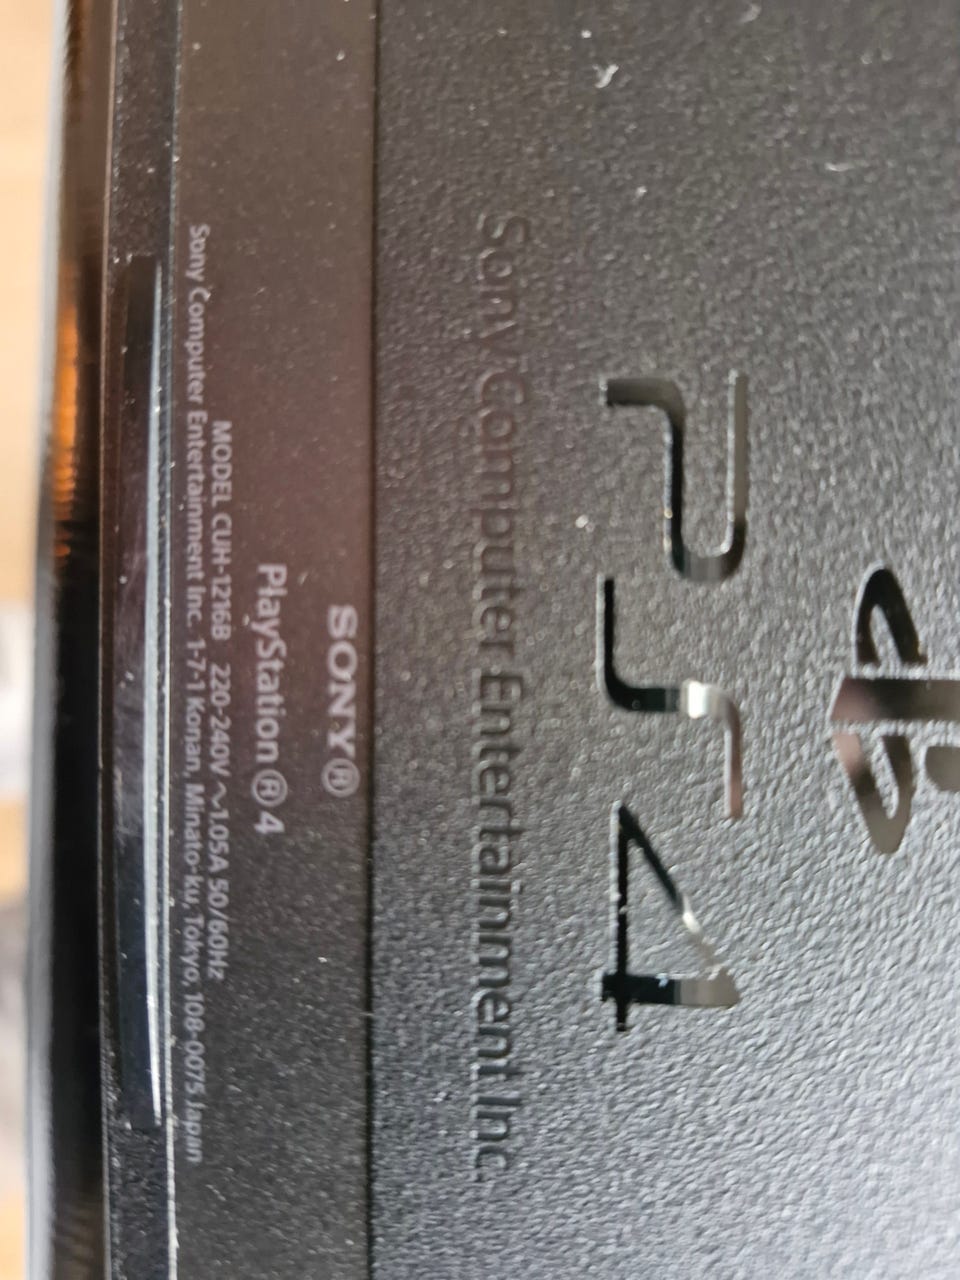 PS4
Sony Computer Entertainment Inc.
SONY®
PlayStation®4
MODEL CUH-1216B 220-240V ~1.05A 50/60Hz
Sony Computer Entertainment Inc. 1-7-1 Konan, Minato-ku, Tokyo, 108-0075 Japan